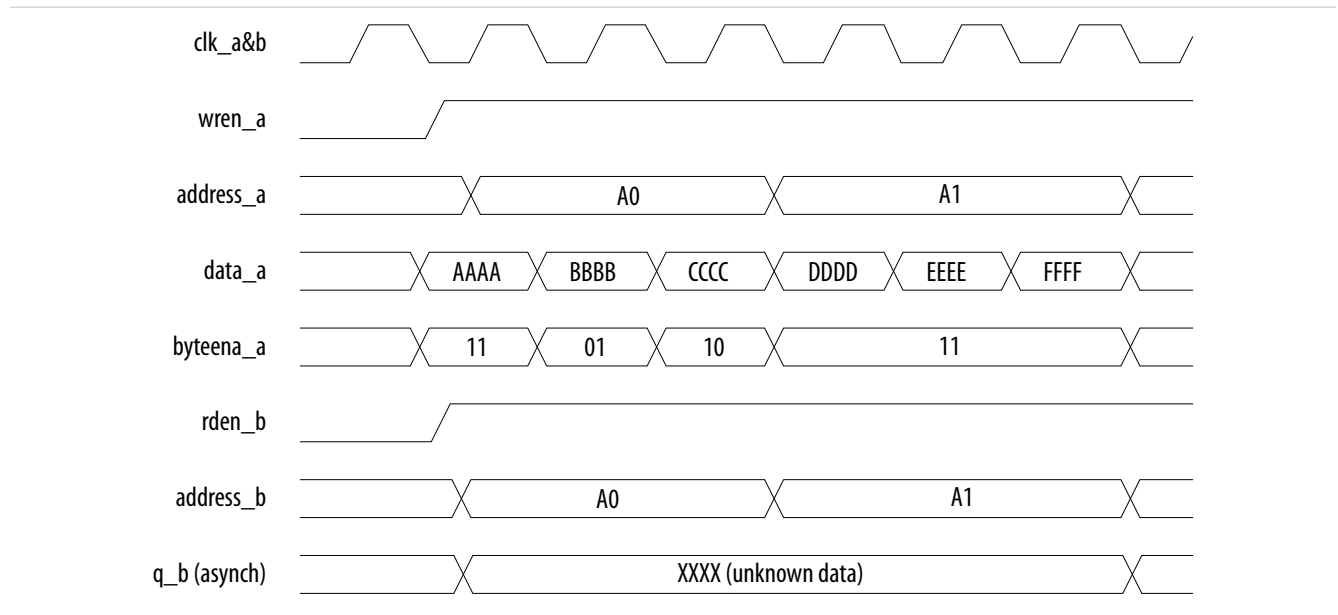 clk_a&b
wren_a
address_a A0 A1
data_a AAAA BBBB CCCC DDDD EEEE FFFF
byteena_a 11 01 10 11
rden_b
address_b A0 A1
q_b (asynch) XXXX (unknown data)